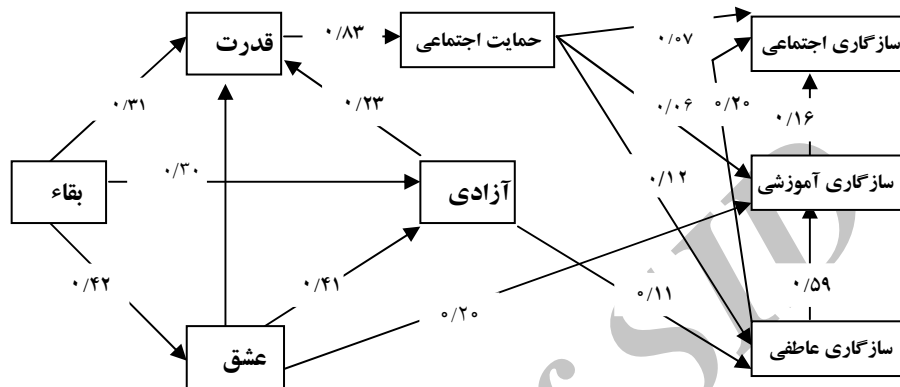 قدرت
۰/۸۳
حمایت اجتماعی
۰/۰۷
سازگاری اجتماعی
۰/۳۱
۰/۲۳
۰/۰۶
۰/۲۰
۰/۱۶
بقاء
۰/۳۰
آزادی
۰/۱۲
سازگاری آموزشی
۰/۴۲
۰/۴۱
۰/۲۰
۰/۱۱
۰/۵۹
عشق
سازگاری عاطفی
SID